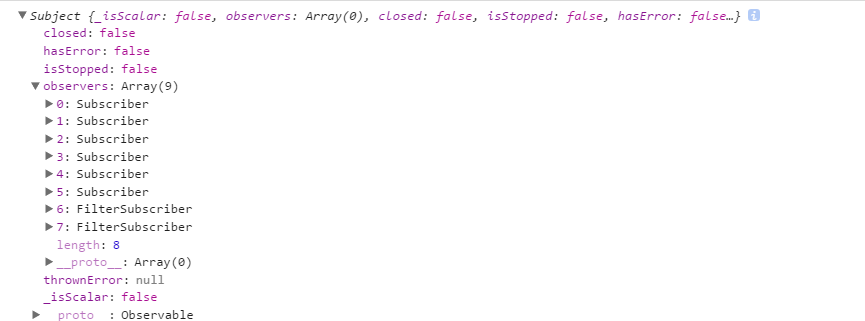 ▼Subject {_isScalar: false, observers: Array(0), closed: false, isStopped: false, hasError: false…} i
closed: false
hasError: false
isStopped: false
▼observers: Array(9)
▶0: Subscriber
▶1: Subscriber
▶2: Subscriber
▶3: Subscriber
▶4: Subscriber
▶5: Subscriber
▶6: FilterSubscriber
▶7: FilterSubscriber
length: 8
▶__proto__: Array(0)
thrownError: null
_isScalar: false
▶ proto : Observable